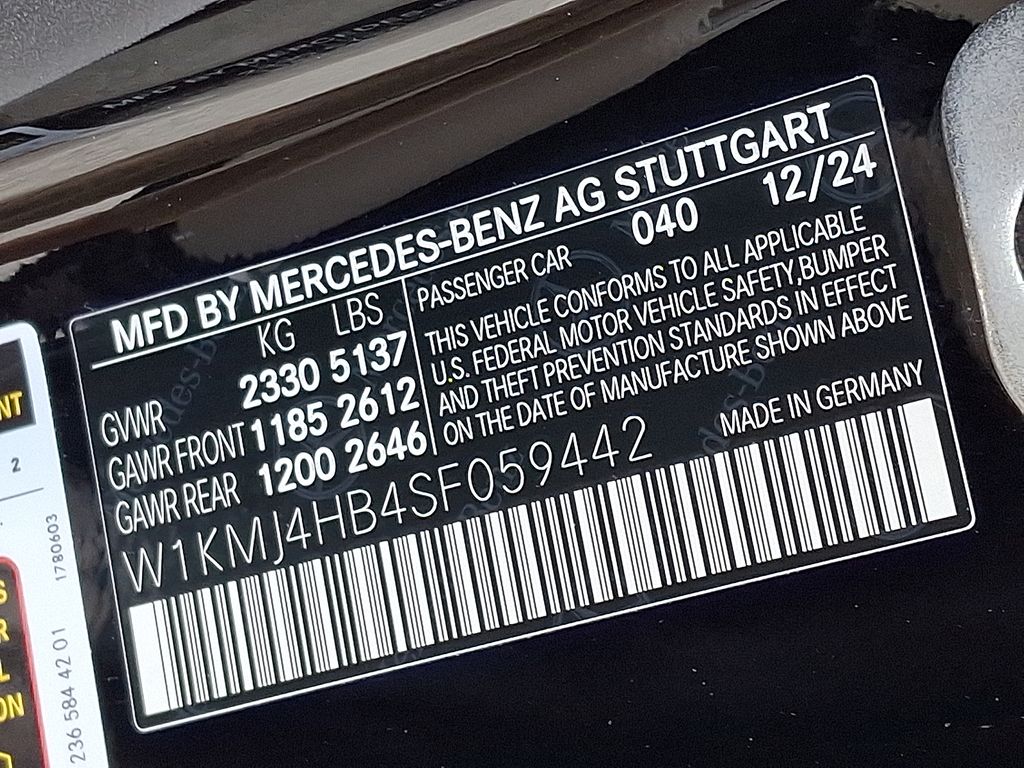 MFD BY MERCEDES-BENZ AG STUTTGART
KG LBS
GVWR 2330 5137
GAWR FRONT 1185 2612
GAWR REAR 1200 2646
PASSENGER CAR 040 12/24
THIS VEHICLE CONFORMS TO ALL APPLICABLE
U.S. FEDERAL MOTOR VEHICLE SAFETY,BUMPER
AND THEFT PREVENTION STANDARDS IN EFFECT
ON THE DATE OF MANUFACTURE SHOWN ABOVE
MADE IN GERMANY
W1KMJ4HB4SF059442
NT
2
1780603
S
R
L
ON
236 584 42 01